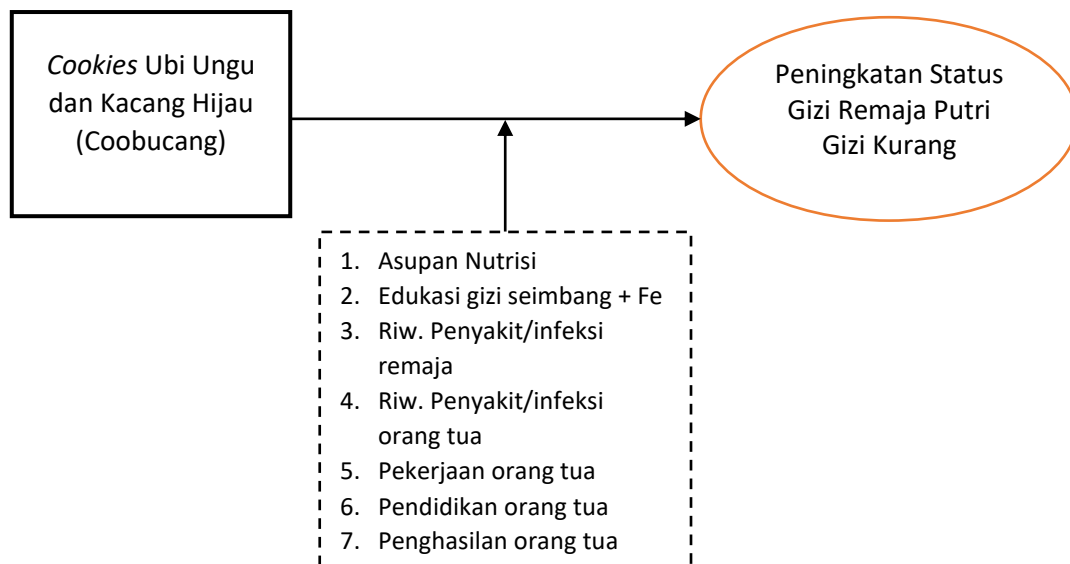 Cookies Ubi Ungu
dan Kacang Hijau
(Coobucang)
Peningkatan Status
Gizi Remaja Putri
Gizi Kurang
1. Asupan Nutrisi
2. Edukasi gizi seimbang + Fe
3. Riw. Penyakit/infeksi
remaja
4. Riw. Penyakit/infeksi
orang tua
5. Pekerjaan orang tua
6. Pendidikan orang tua
7. Penghasilan orang tua